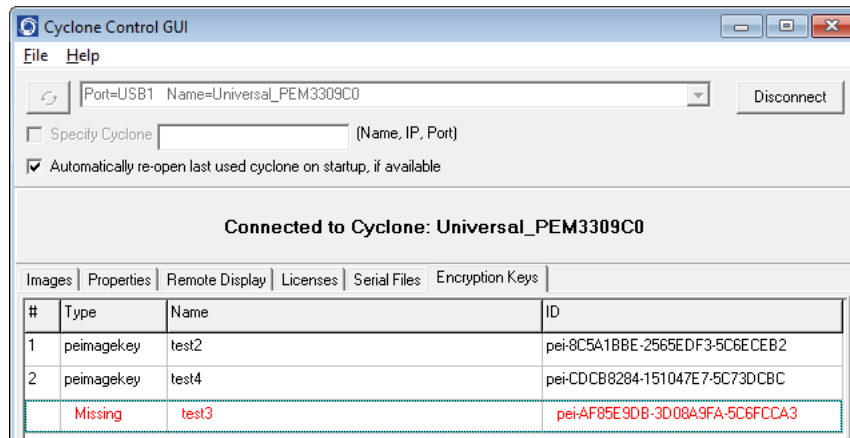 Cyclone Control GUI
File Help
Port=USB1 Name=Universal_PEM3309C0
Disconnect
Specify Cyclone (Name, IP, Port)
Automatically re-open last used cyclone on startup, if available
Connected to Cyclone: Universal_PEM3309C0
Images Properties Remote Display Licenses Serial Files Encryption Keys
# Type Name ID
1 peimagekey test2 pei-8C5A1BBE-2565EDF3-5C6ECEB2
2 peimagekey test4 pei-CDCB8284-151047E7-5C73DCBC
Missing test3 pei-AF85E9DB-3D08A9FA-5C6FCCA3